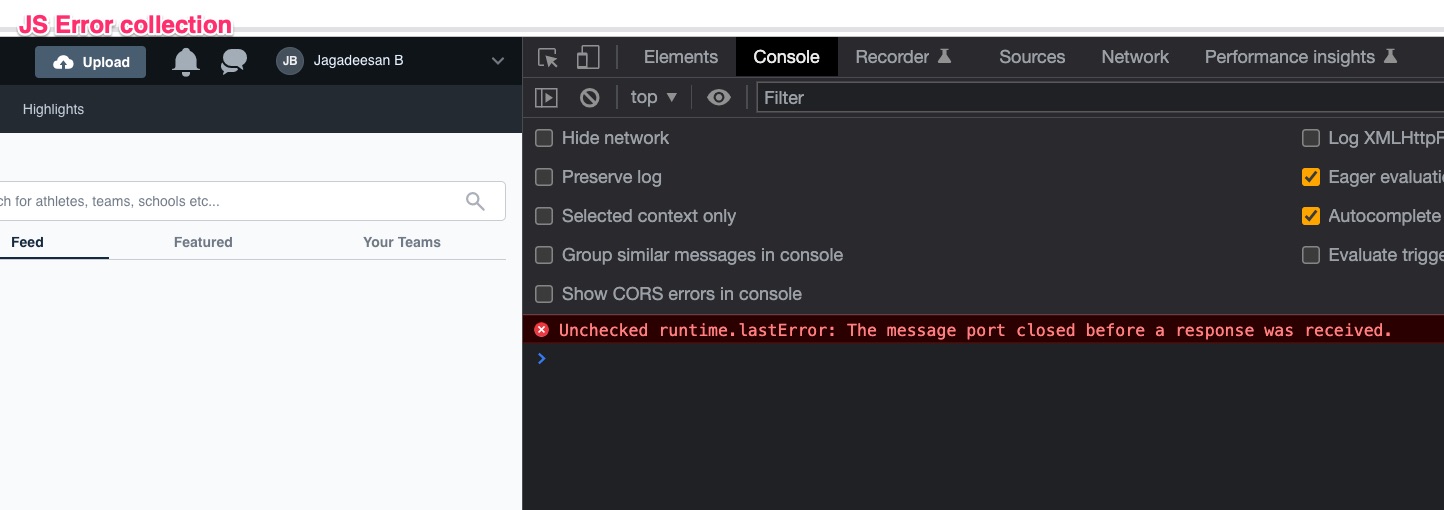 JS Error collection
Upload
JB
Jagadeesan B
Highlights
ch for athletes, teams, schools etc...
Feed Featured Your Teams
Elements Console Recorder Sources Network Performance insights
top Filter
Hide network
Log XMLHttp
Preserve log
Eager evaluati
Selected context only
Autocomplete
Group similar messages in console
Evaluate trigge
Show CORS errors in console
Unchecked runtime.lastError: The message port closed before a response was received.